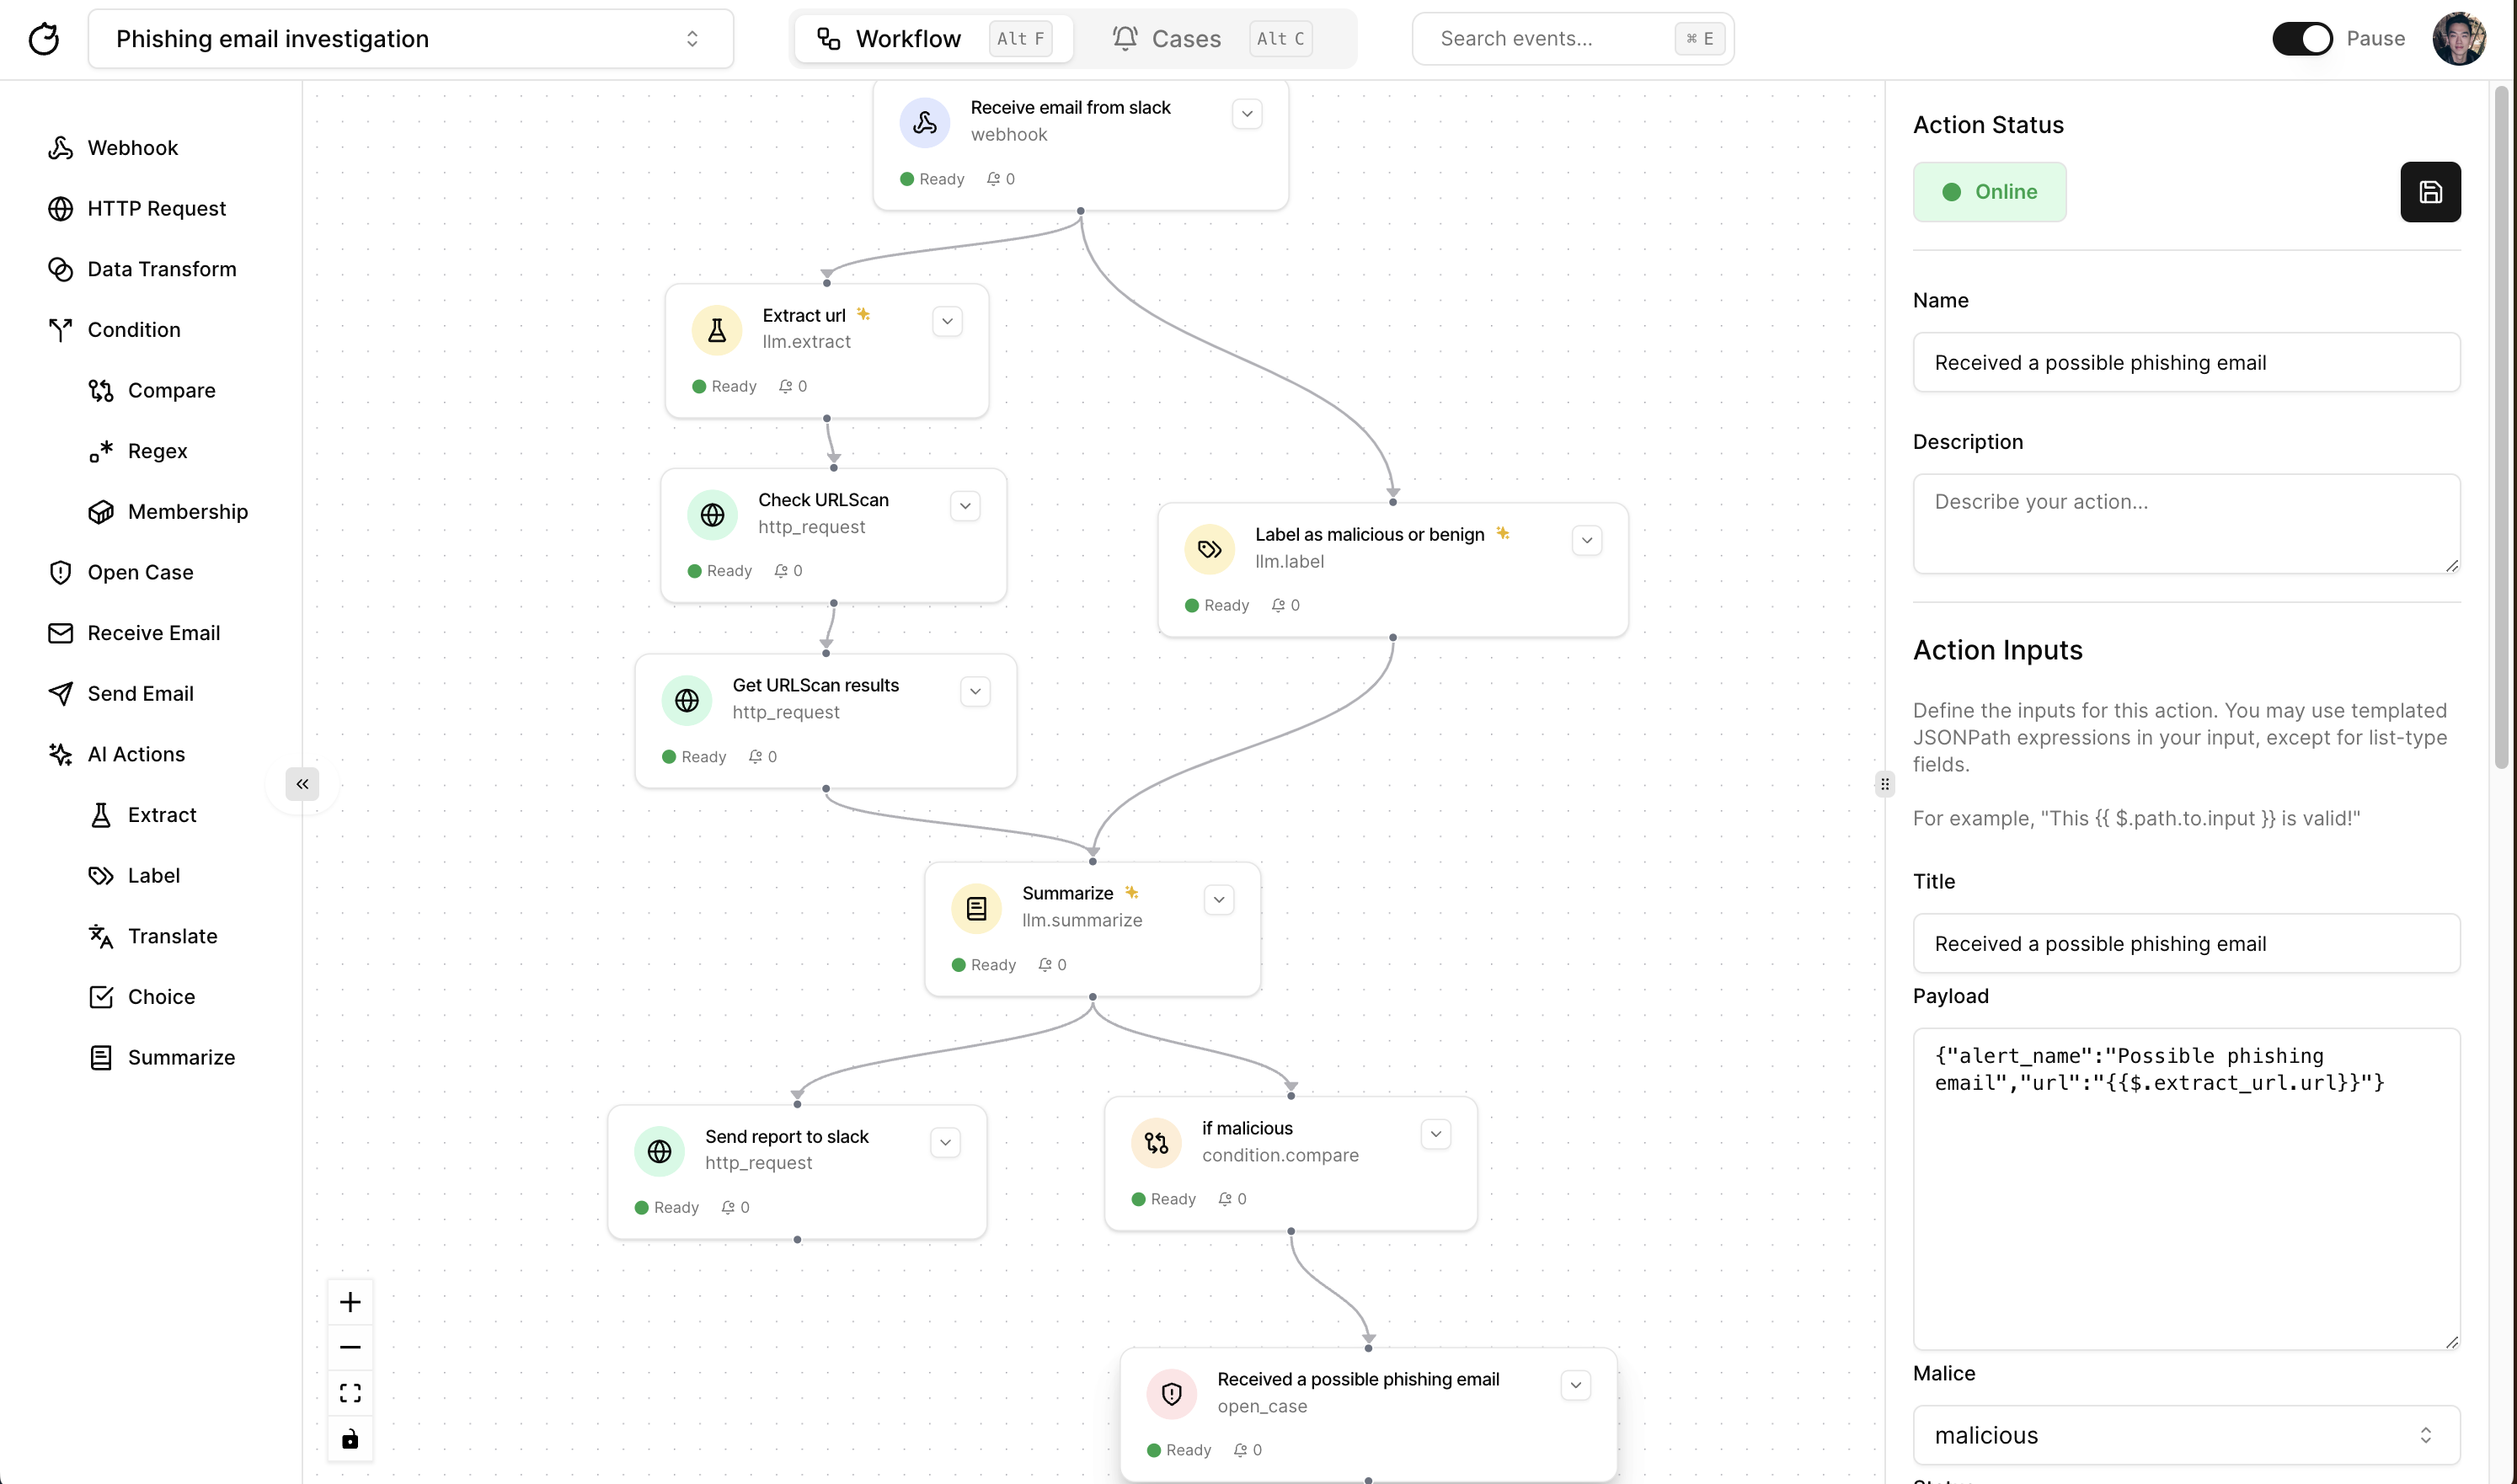 Phishing email investigation
Workflow
Alt F
Cases
Alt C
Search events...
⌘ E
Pause
Webhook
HTTP Request
Data Transform
Condition
Compare
Regex
Membership
Open Case
Receive Email
Send Email
AI Actions
Extract
Label
Translate
Choice
Summarize
Receive email from slack
webhook
Ready 0
Extract url
llm.extract
Ready 0
Check URLScan
http_request
Ready 0
Label as malicious or benign
llm.label
Ready 0
Get URLScan results
http_request
Ready 0
Summarize
llm.summarize
Ready 0
Send report to slack
http_request
Ready 0
if malicious
condition.compare
Ready 0
Received a possible phishing email
open_case
Ready 0
Action Status
Online
Name
Received a possible phishing email
Description
Describe your action...
Action Inputs
Define the inputs for this action. You may use templated
JSONPath expressions in your input, except for list-type
fields.
For example, "This {{ $.path.to.input }} is valid!"
Title
Received a possible phishing email
Payload
{"alert_name":"Possible phishing
email","url":"{{$.extract_url.url}}"}
Malice
malicious